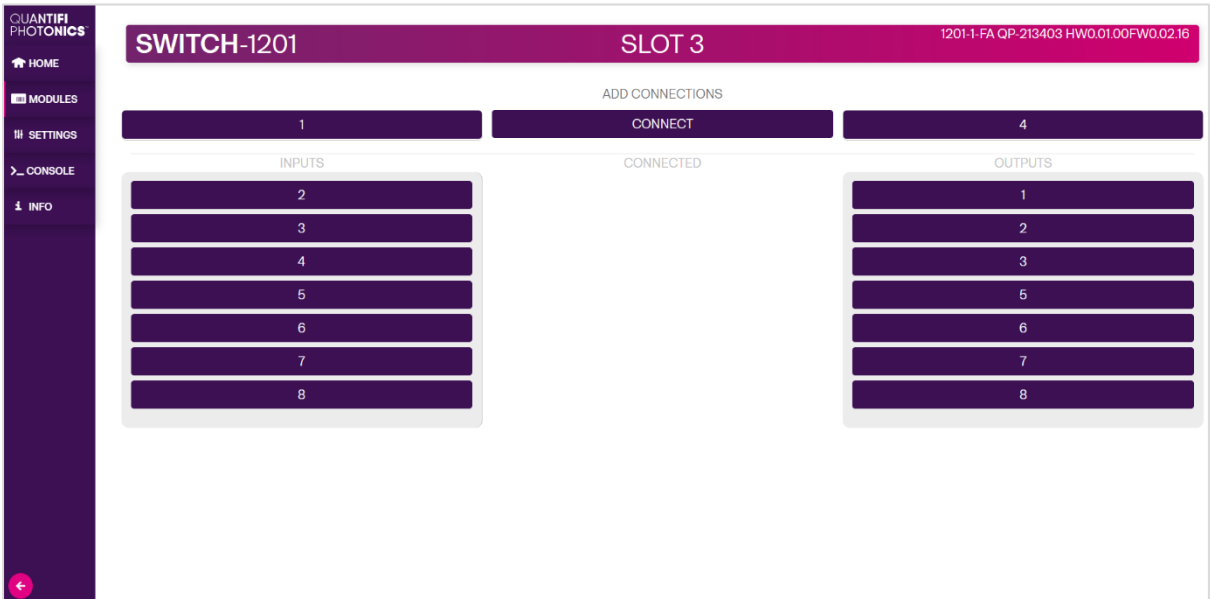 QUANTIFI
PHOTONICS™
HOME
MODULES
SETTINGS
CONSOLE
INFO
SWITCH-1201 SLOT 3 1201-1-FA QP-213403 HW0.01.00FW0.02.16
ADD CONNECTIONS
1 CONNECT 4
INPUTS CONNECTED OUTPUTS
2 1
3 2
4 3
5 5
6 6
7 7
8 8